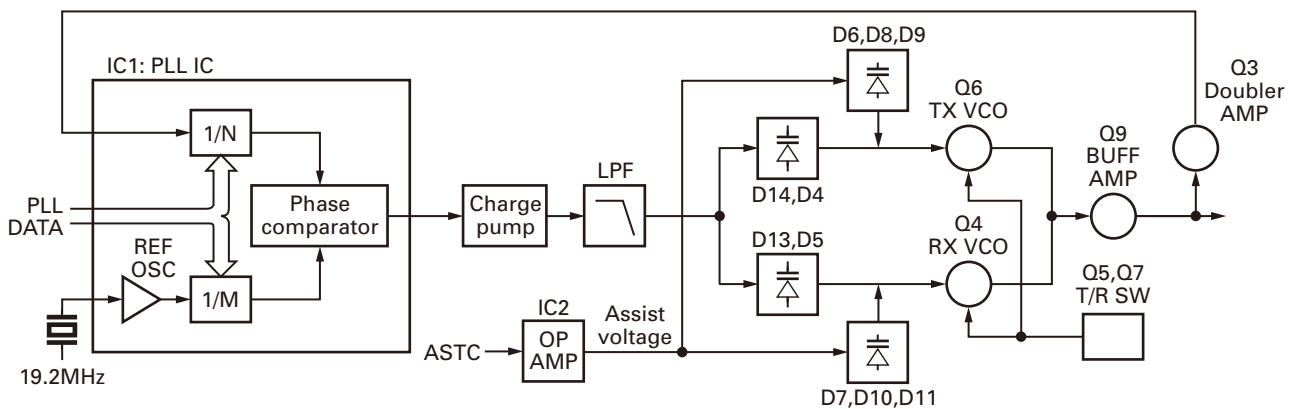 IC1: PLL IC
1/N
PLL
DATA
REF
OSC
1/M
19.2MHz
Phase
comparator
Charge
pump
LPF
ASTC
IC2
OP
AMP
Assist
voltage
D6,D8,D9
D14,D4
D13,D5
D7,D10,D11
Q6
TX VCO
Q4
RX VCO
Q9
BUFF
AMP
Q3
Doubler
AMP
Q5,Q7
T/R SW